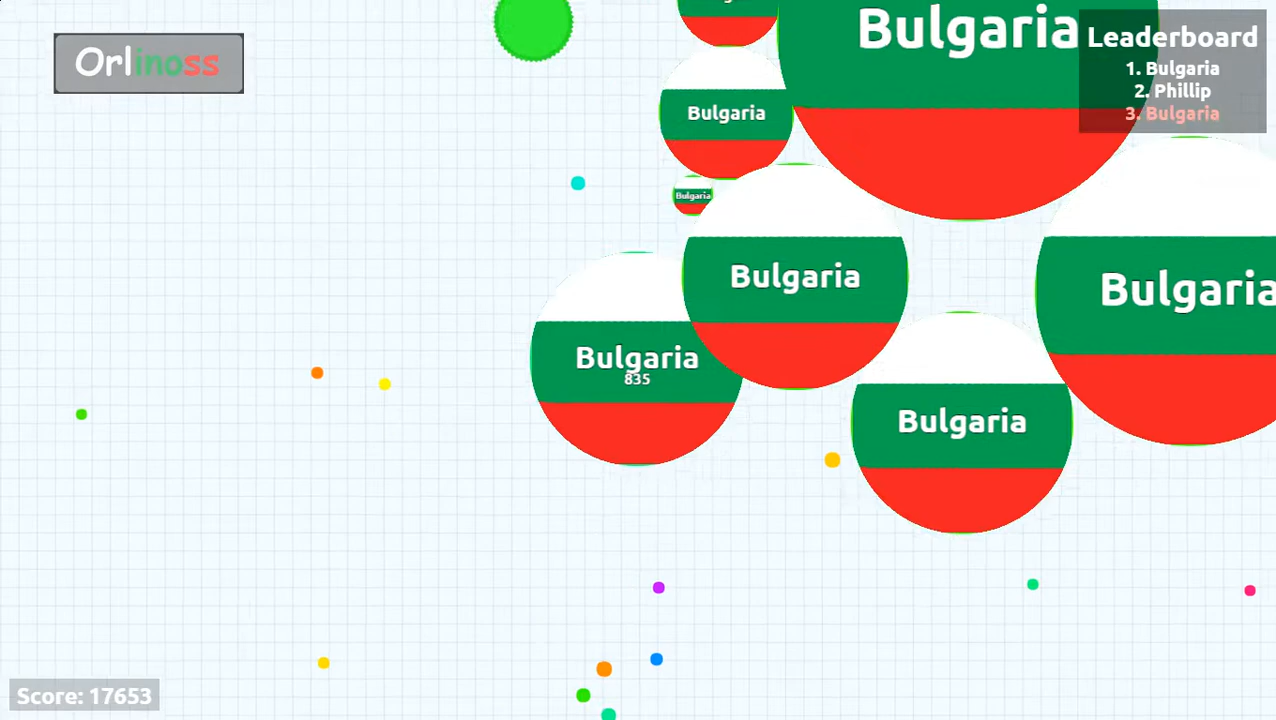 Orlinoss
Bulgaria
Leaderboard
1. Bulgaria
2. Phillip
3. Bulgaria
Bulgaria
Bulgaria
Bulgaria
Bulgaria
Bulgaria
835
Bulgaria
Score: 17653